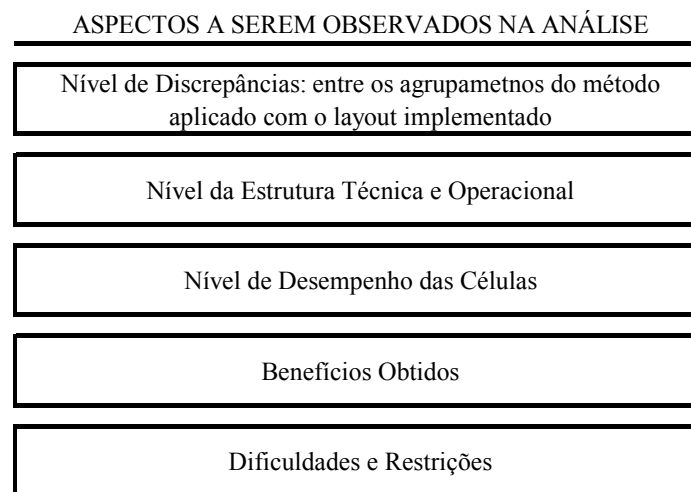 ASPECTOS A SEREM OBSERVADOS NA ANÁLISE
Nível de Discrepâncias: entre os agrupametnos do método
aplicado com o layout implementado
Nível da Estrutura Técnica e Operacional
Nível de Desempenho das Células
Benefícios Obtidos
Dificuldades e Restrições